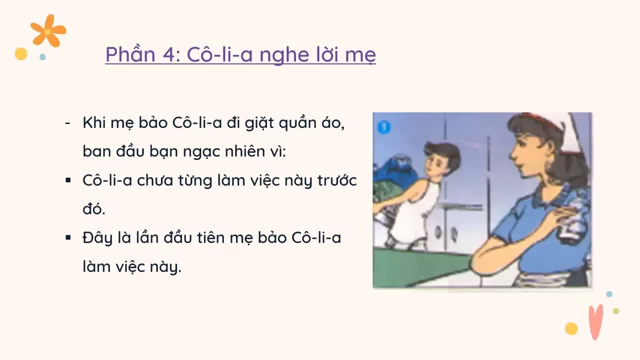 Phần 4: Cô-li-a nghe lời mẹ
- Khi mẹ bảo Cô-li-a đi giặt quần áo,
ban đầu bạn ngạc nhiên vì:
▪ Cô-li-a chưa từng làm việc này trước
đó.
▪ Đây là lần đầu tiên mẹ bảo Cô-li-a
làm việc này.
1